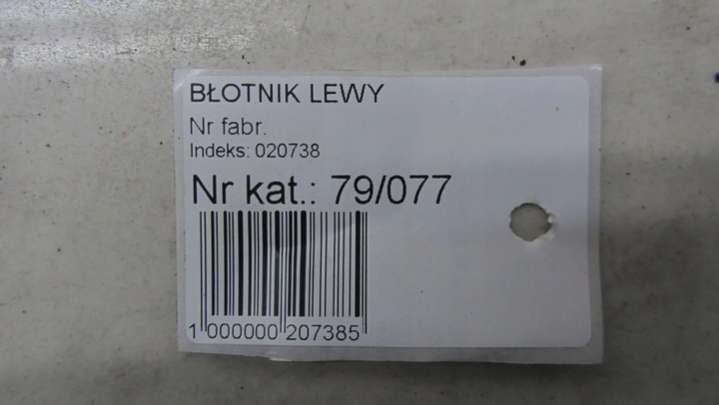 BŁOTNIK LEWY
Nr fabr.
Indeks: 020738
Nr kat.: 79/077
1 000000 207385